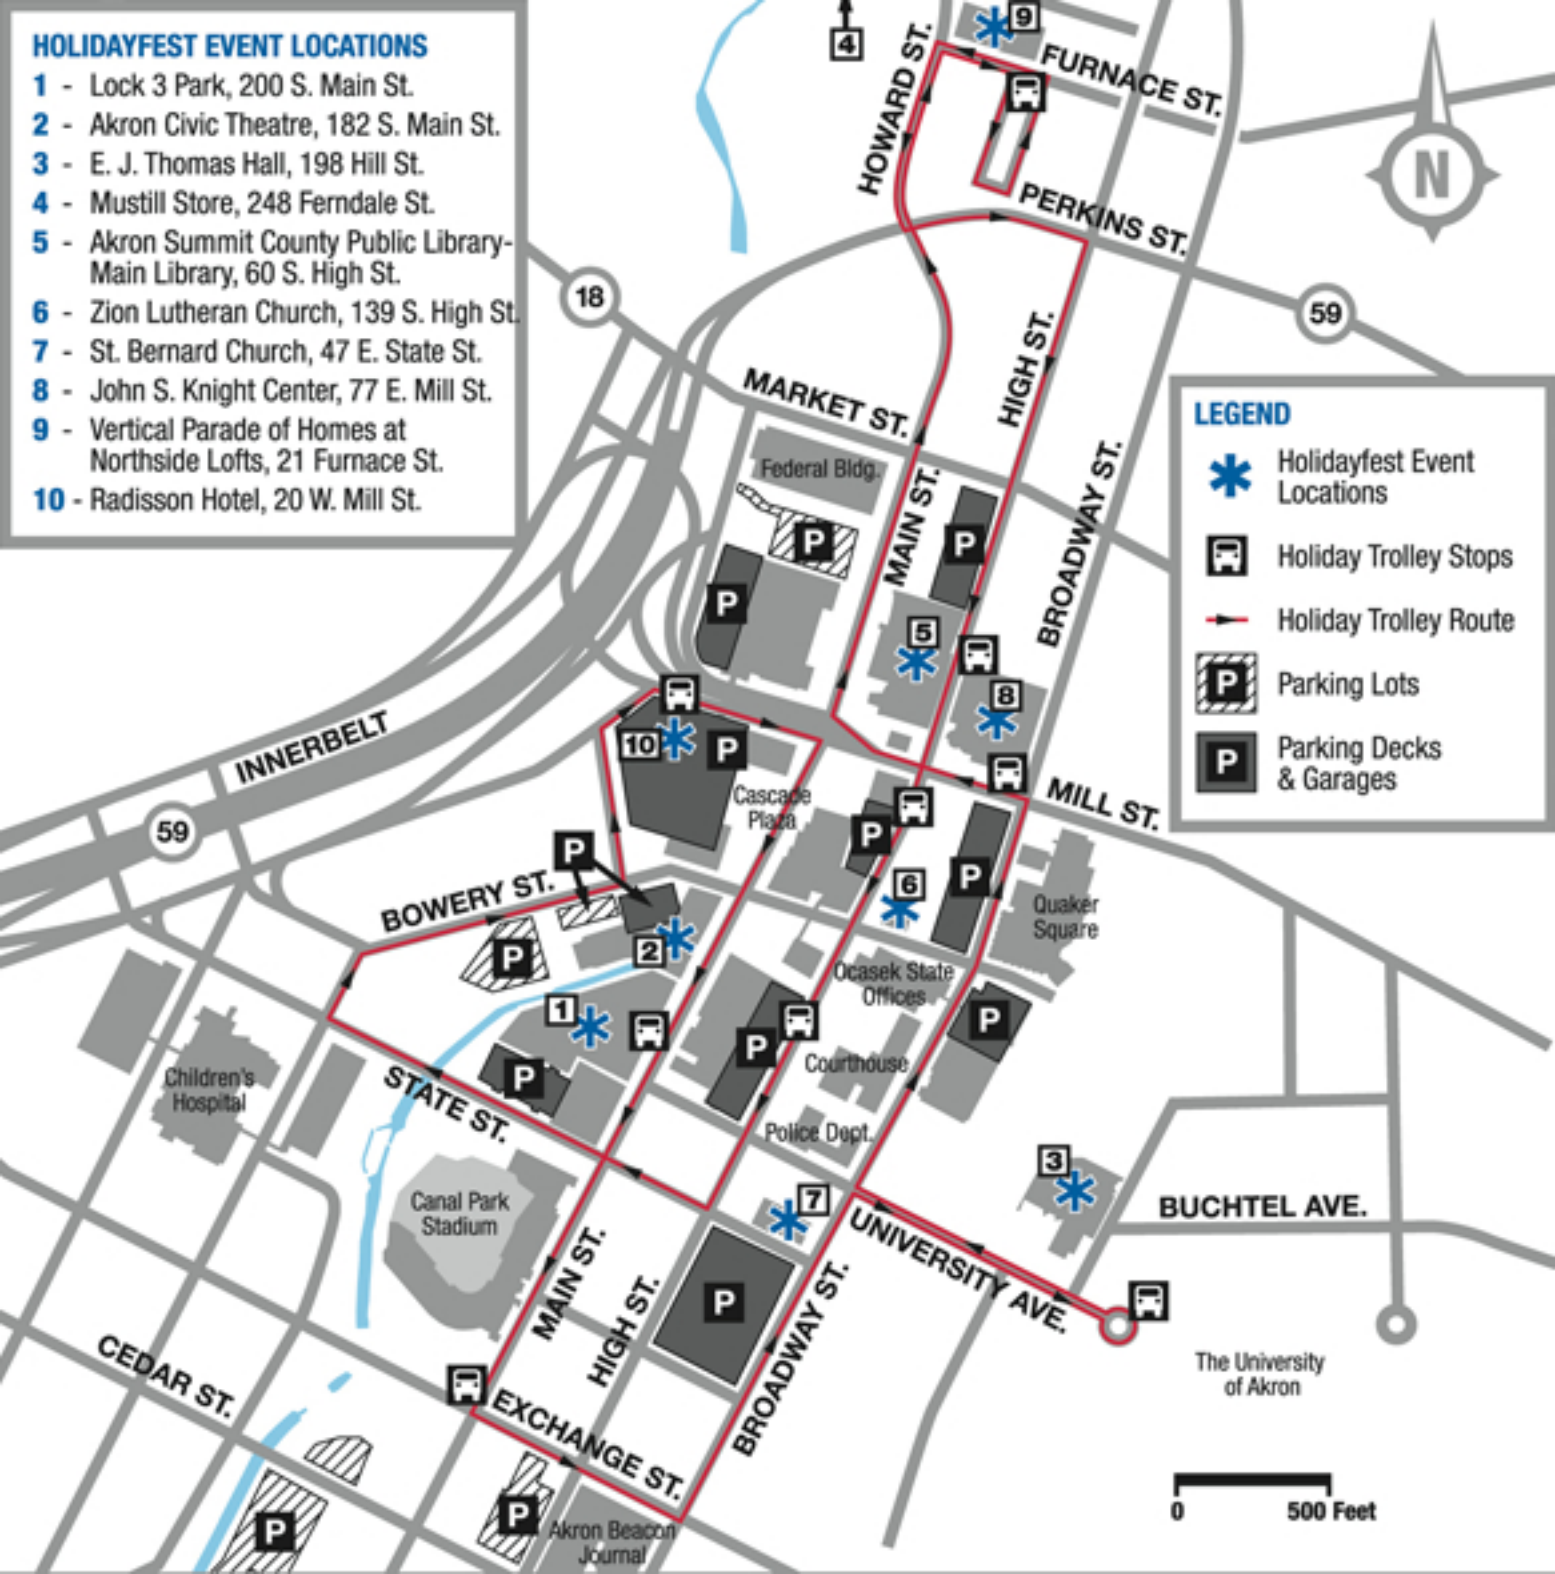 HOLIDAYFEST EVENT LOCATIONS
1 - Lock 3 Park, 200 S. Main St.
2 - Akron Civic Theatre, 182 S. Main St.
3 - E. J. Thomas Hall, 198 Hill St.
4 - Mustill Store, 248 Ferndale St.
5 - Akron Summit County Public Library-
Main Library, 60 S. High St.
6 - Zion Lutheran Church, 139 S. High St.
7 - St. Bernard Church, 47 E. State St.
8 - John S. Knight Center, 77 E. Mill St.
9 - Vertical Parade of Homes at
Northside Lofts, 21 Furnace St.
10 - Radisson Hotel, 20 W. Mill St.
4
9
HOWARD ST.
FURNACE ST.
N
PERKINS ST.
18
59
HIGH ST.
MARKET ST.
LEGEND
Holidayfest Event
Locations
Holiday Trolley Stops
Holiday Trolley Route
P
Parking Lots
P
Parking Decks
& Garages
Federal Bldg.
MAIN ST.
BROADWAY ST.
P
P
P
5
8
10
P
INNERBELT
59
Cascade
Plaza
MILL ST.
P
P
P
6
BOWERY ST.
Quaker
Square
2
P
Ocasek State
Offices
1
P
P
P
Courthouse
Children's
Hospital
STATE ST.
Police Dept.
3
Canal Park
Stadium
7
BUCHTEL AVE.
UNIVERSITY AVE.
MAIN ST.
HIGH ST.
P
BROADWAY ST.
The University
of Akron
CEDAR ST.
EXCHANGE ST.
P
P
Akron Beacon
Journal
0 500 Feet